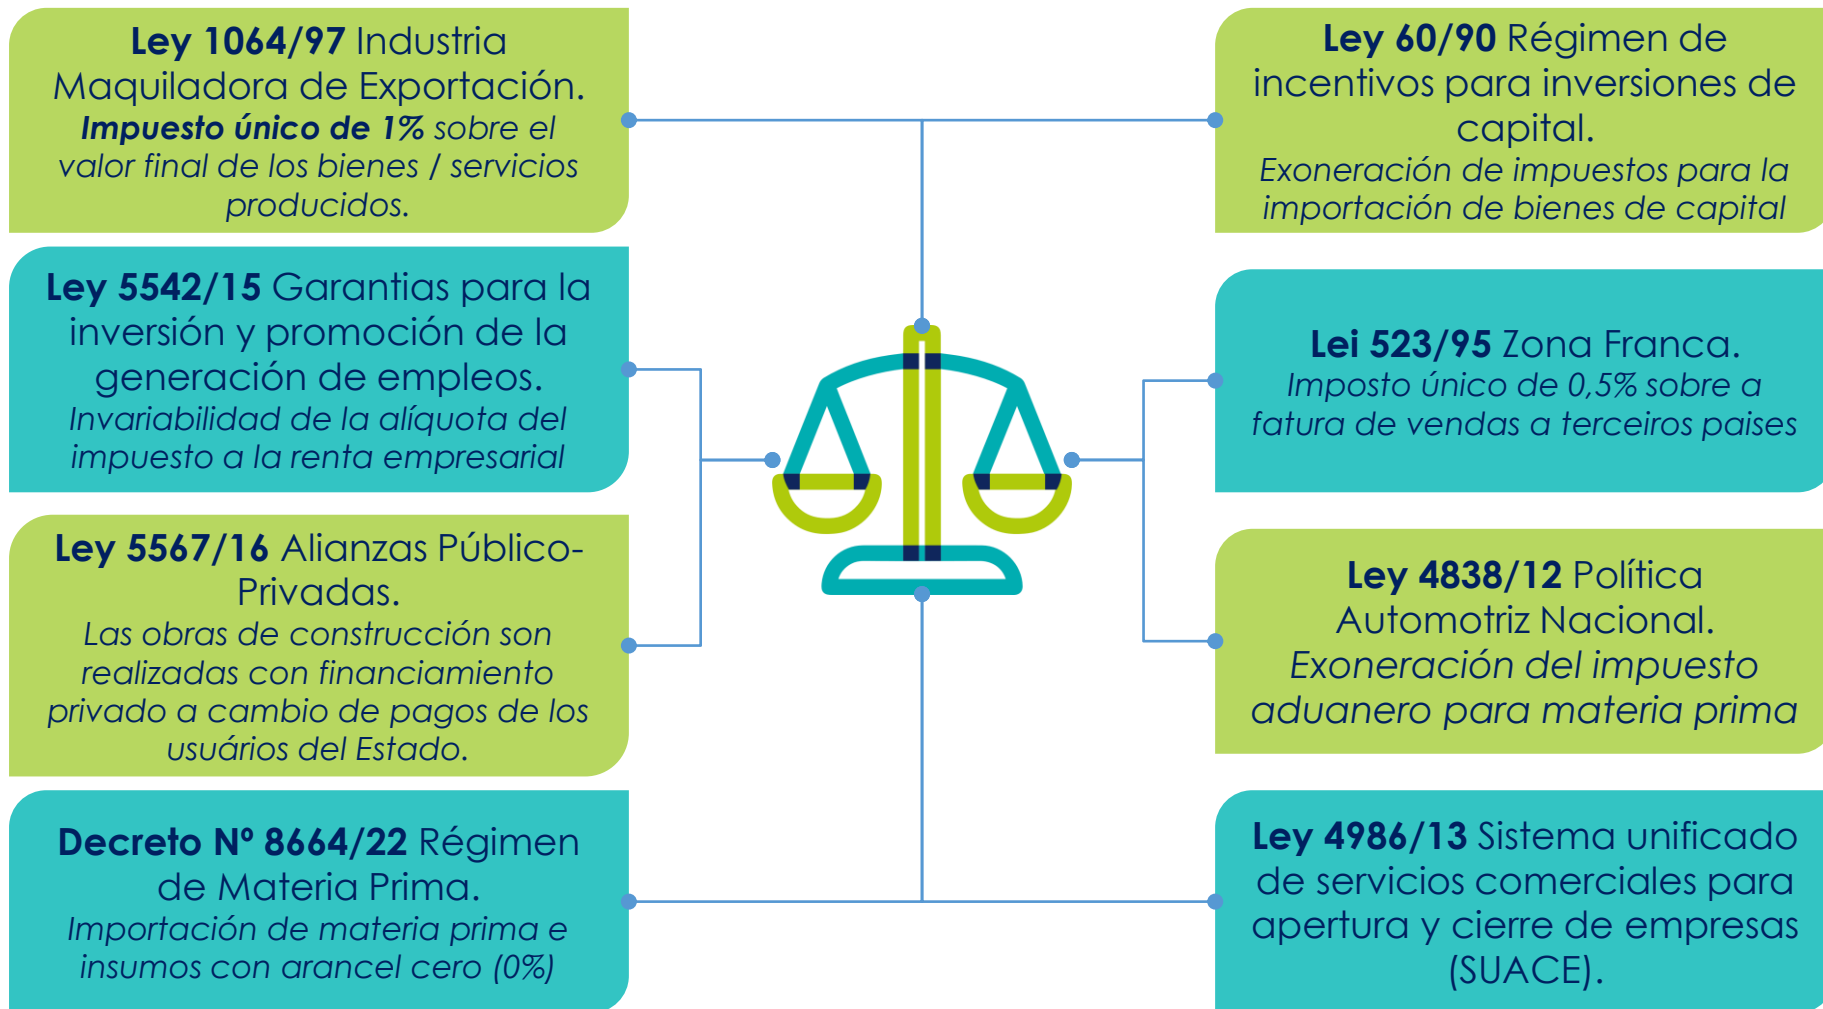 Ley 1064/97 Industria
Maquiladora de Exportación.
Impuesto único de 1% sobre el
valor final de los bienes / servicios
producidos.
Ley 5542/15 Garantias para la
inversión y promoción de la
generación de empleos.
Invariabilidad de la alíquota del
impuesto a la renta empresarial
Ley 5567/16 Alianzas Público-
Privadas.
Las obras de construcción son
realizadas con financiamiento
privado a cambio de pagos de los
usuários del Estado.
Decreto Nº 8664/22 Régimen
de Materia Prima.
Importación de materia prima e
insumos con arancel cero (0%)
Ley 60/90 Régimen de
incentivos para inversiones de
capital.
Exoneración de impuestos para la
importación de bienes de capital
Lei 523/95 Zona Franca.
Imposto único de 0,5% sobre a
fatura de vendas a terceiros paises
Ley 4838/12 Política
Automotriz Nacional.
Exoneración del impuesto
aduanero para materia prima
Ley 4986/13 Sistema unificado
de servicios comerciales para
apertura y cierre de empresas
(SUACE).